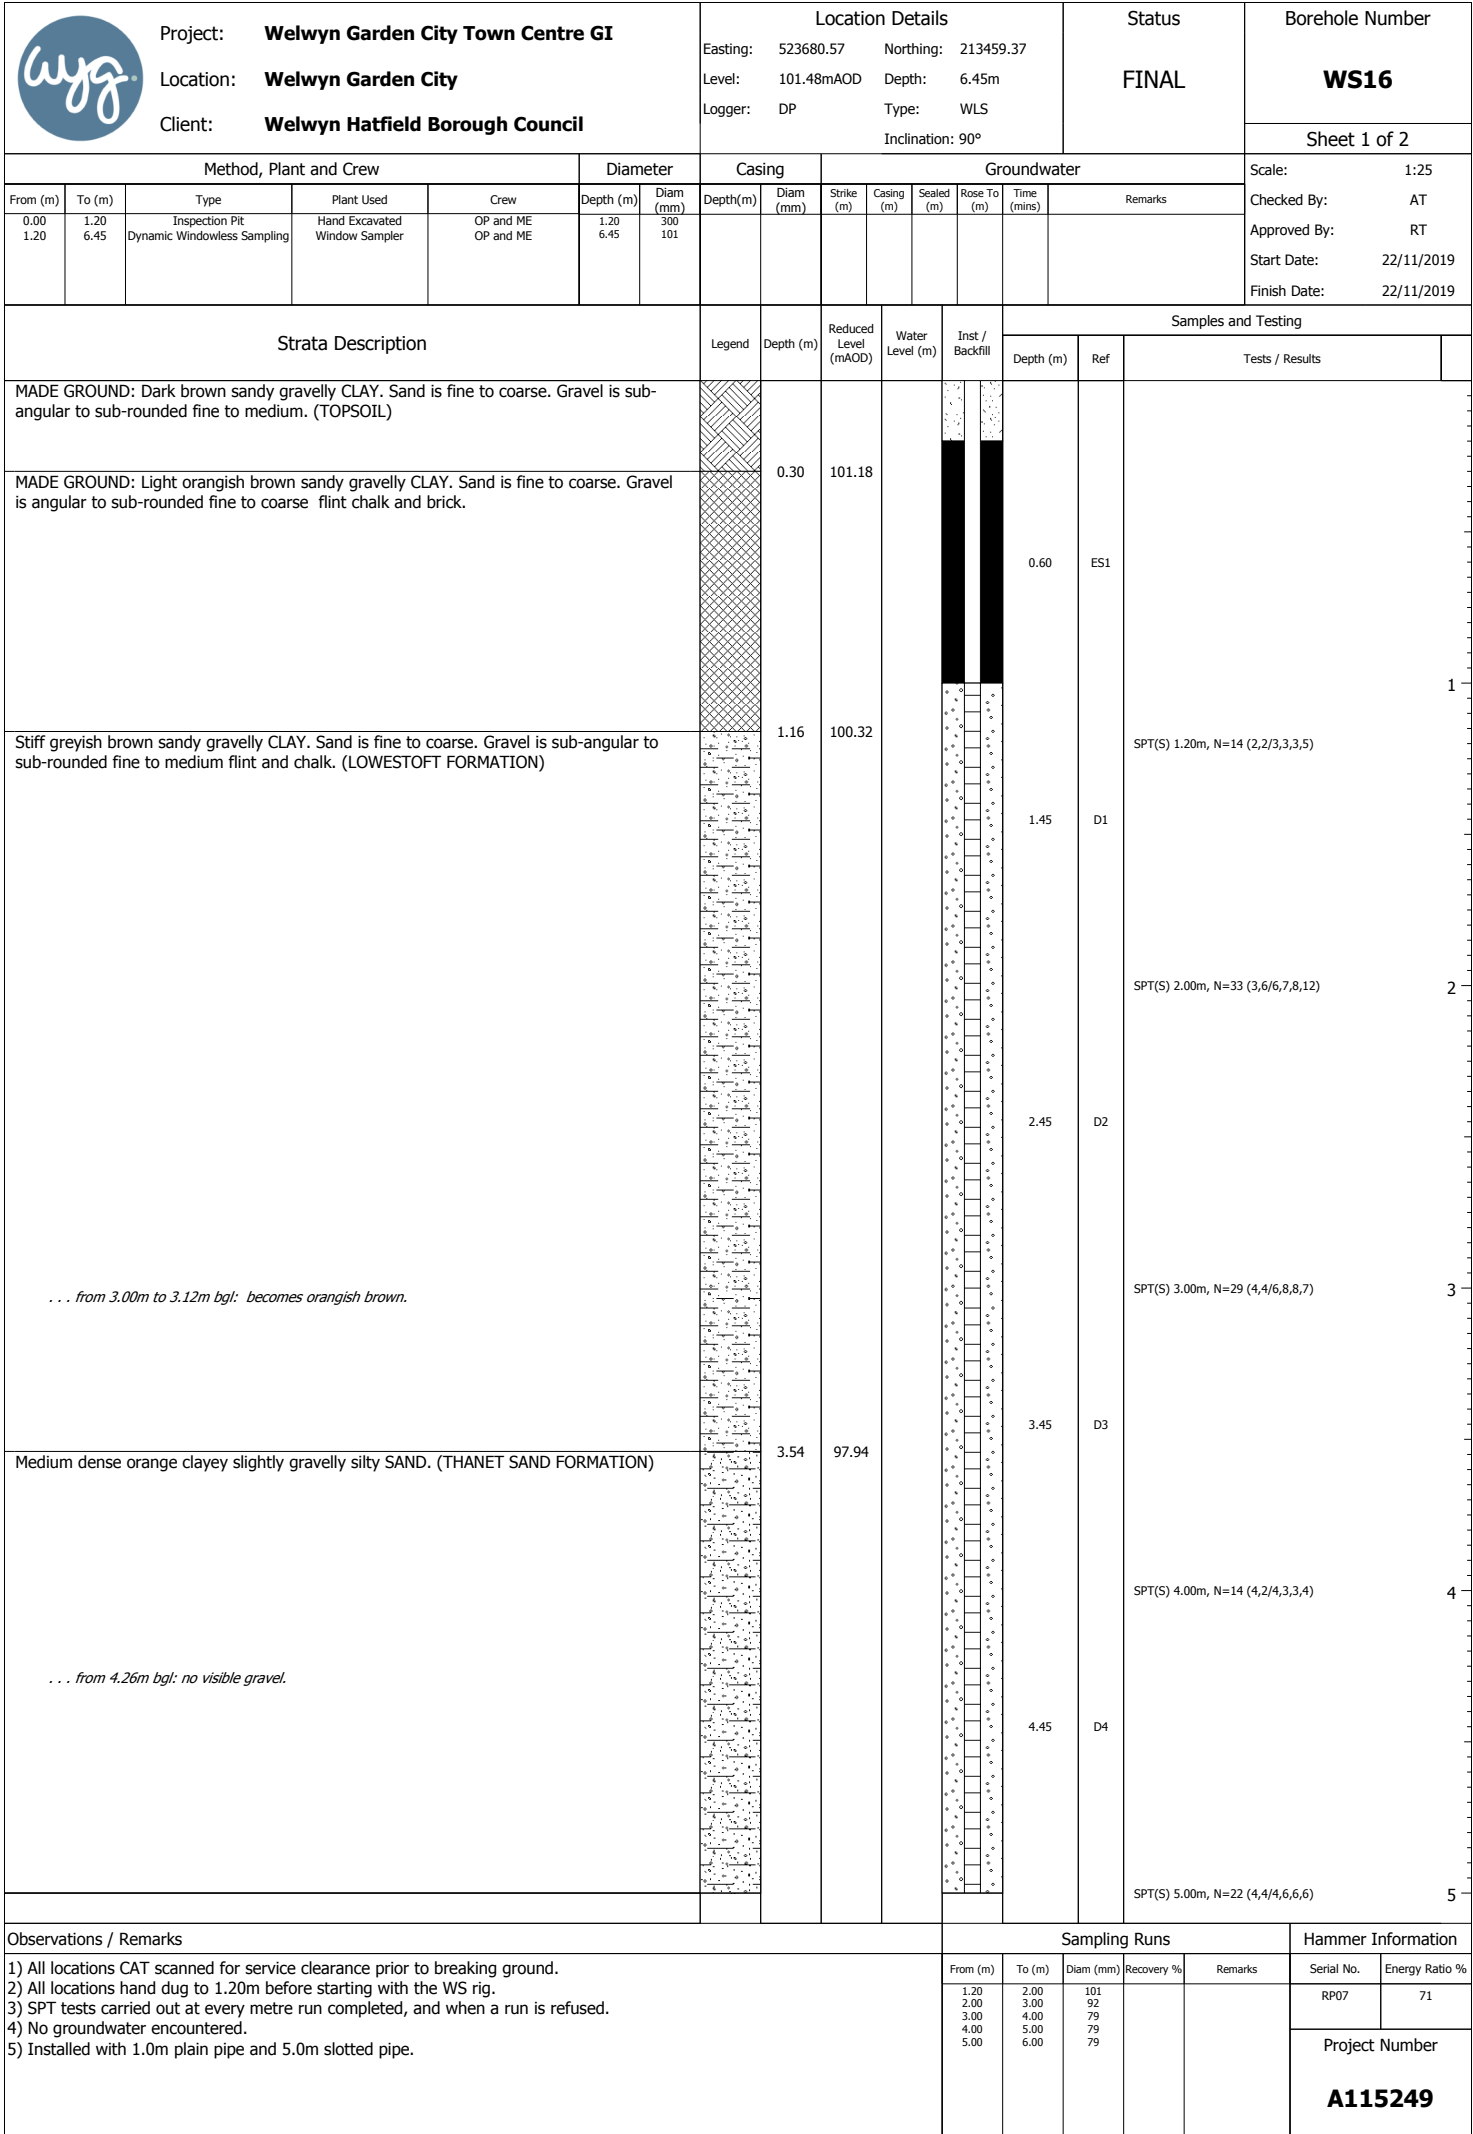 wyg.
Project: Welwyn Garden City Town Centre GI
Location: Welwyn Garden City
Client: Welwyn Hatfield Borough Council
Location Details
Easting: 523680.57 Northing: 213459.37
Level: 101.48mAOD Depth: 6.45m
Logger: DP Type: WLS
Inclination: 90°
Status
FINAL
Borehole Number
WS16
Sheet 1 of 2
Method, Plant and Crew Diameter Casing Groundwater
From (m) To (m) Type Plant Used Crew Depth (m) Diam (mm) Depth(m) Diam (mm) Strike (m) Casing (m) Sealed (m) Rose To (m) Time (mins) Remarks
0.00 1.20 Inspection Pit Hand Excavated OP and ME 1.20 300
1.20 6.45 Dynamic Windowless Sampling Window Sampler OP and ME 6.45 101
Scale: 1:25
Checked By: AT
Approved By: RT
Start Date: 22/11/2019
Finish Date: 22/11/2019
Strata Description Legend Depth (m) Reduced Level (mAOD) Water Level (m) Inst / Backfill Samples and Testing
Depth (m) Ref Tests / Results
MADE GROUND: Dark brown sandy gravelly CLAY. Sand is fine to coarse. Gravel is sub-
angular to sub-rounded fine to medium. (TOPSOIL)
0.30 101.18
MADE GROUND: Light orangish brown sandy gravelly CLAY. Sand is fine to coarse. Gravel
is angular to sub-rounded fine to coarse flint chalk and brick.
0.60 ES1
1
1.16 100.32
Stiff greyish brown sandy gravelly CLAY. Sand is fine to coarse. Gravel is sub-angular to
sub-rounded fine to medium flint and chalk. (LOWESTOFT FORMATION)
SPT(S) 1.20m, N=14 (2,2/3,3,3,5)
1.45 D1
SPT(S) 2.00m, N=33 (3,6/6,7,8,12)
2
2.45 D2
. . . from 3.00m to 3.12m bgl: becomes orangish brown.
SPT(S) 3.00m, N=29 (4,4/6,8,8,7)
3
3.45 D3
3.54 97.94
Medium dense orange clayey slightly gravelly silty SAND. (THANET SAND FORMATION)
SPT(S) 4.00m, N=14 (4,2/4,3,3,4)
4
. . . from 4.26m bgl: no visible gravel.
4.45 D4
SPT(S) 5.00m, N=22 (4,4/4,6,6,6)
5
Observations / Remarks
1) All locations CAT scanned for service clearance prior to breaking ground.
2) All locations hand dug to 1.20m before starting with the WS rig.
3) SPT tests carried out at every metre run completed, and when a run is refused.
4) No groundwater encountered.
5) Installed with 1.0m plain pipe and 5.0m slotted pipe.
Sampling Runs
From (m) To (m) Diam (mm) Recovery % Remarks
1.20 2.00 101
2.00 3.00 92
3.00 4.00 79
4.00 5.00 79
5.00 6.00 79
Hammer Information
Serial No. Energy Ratio %
RP07 71
Project Number
A115249